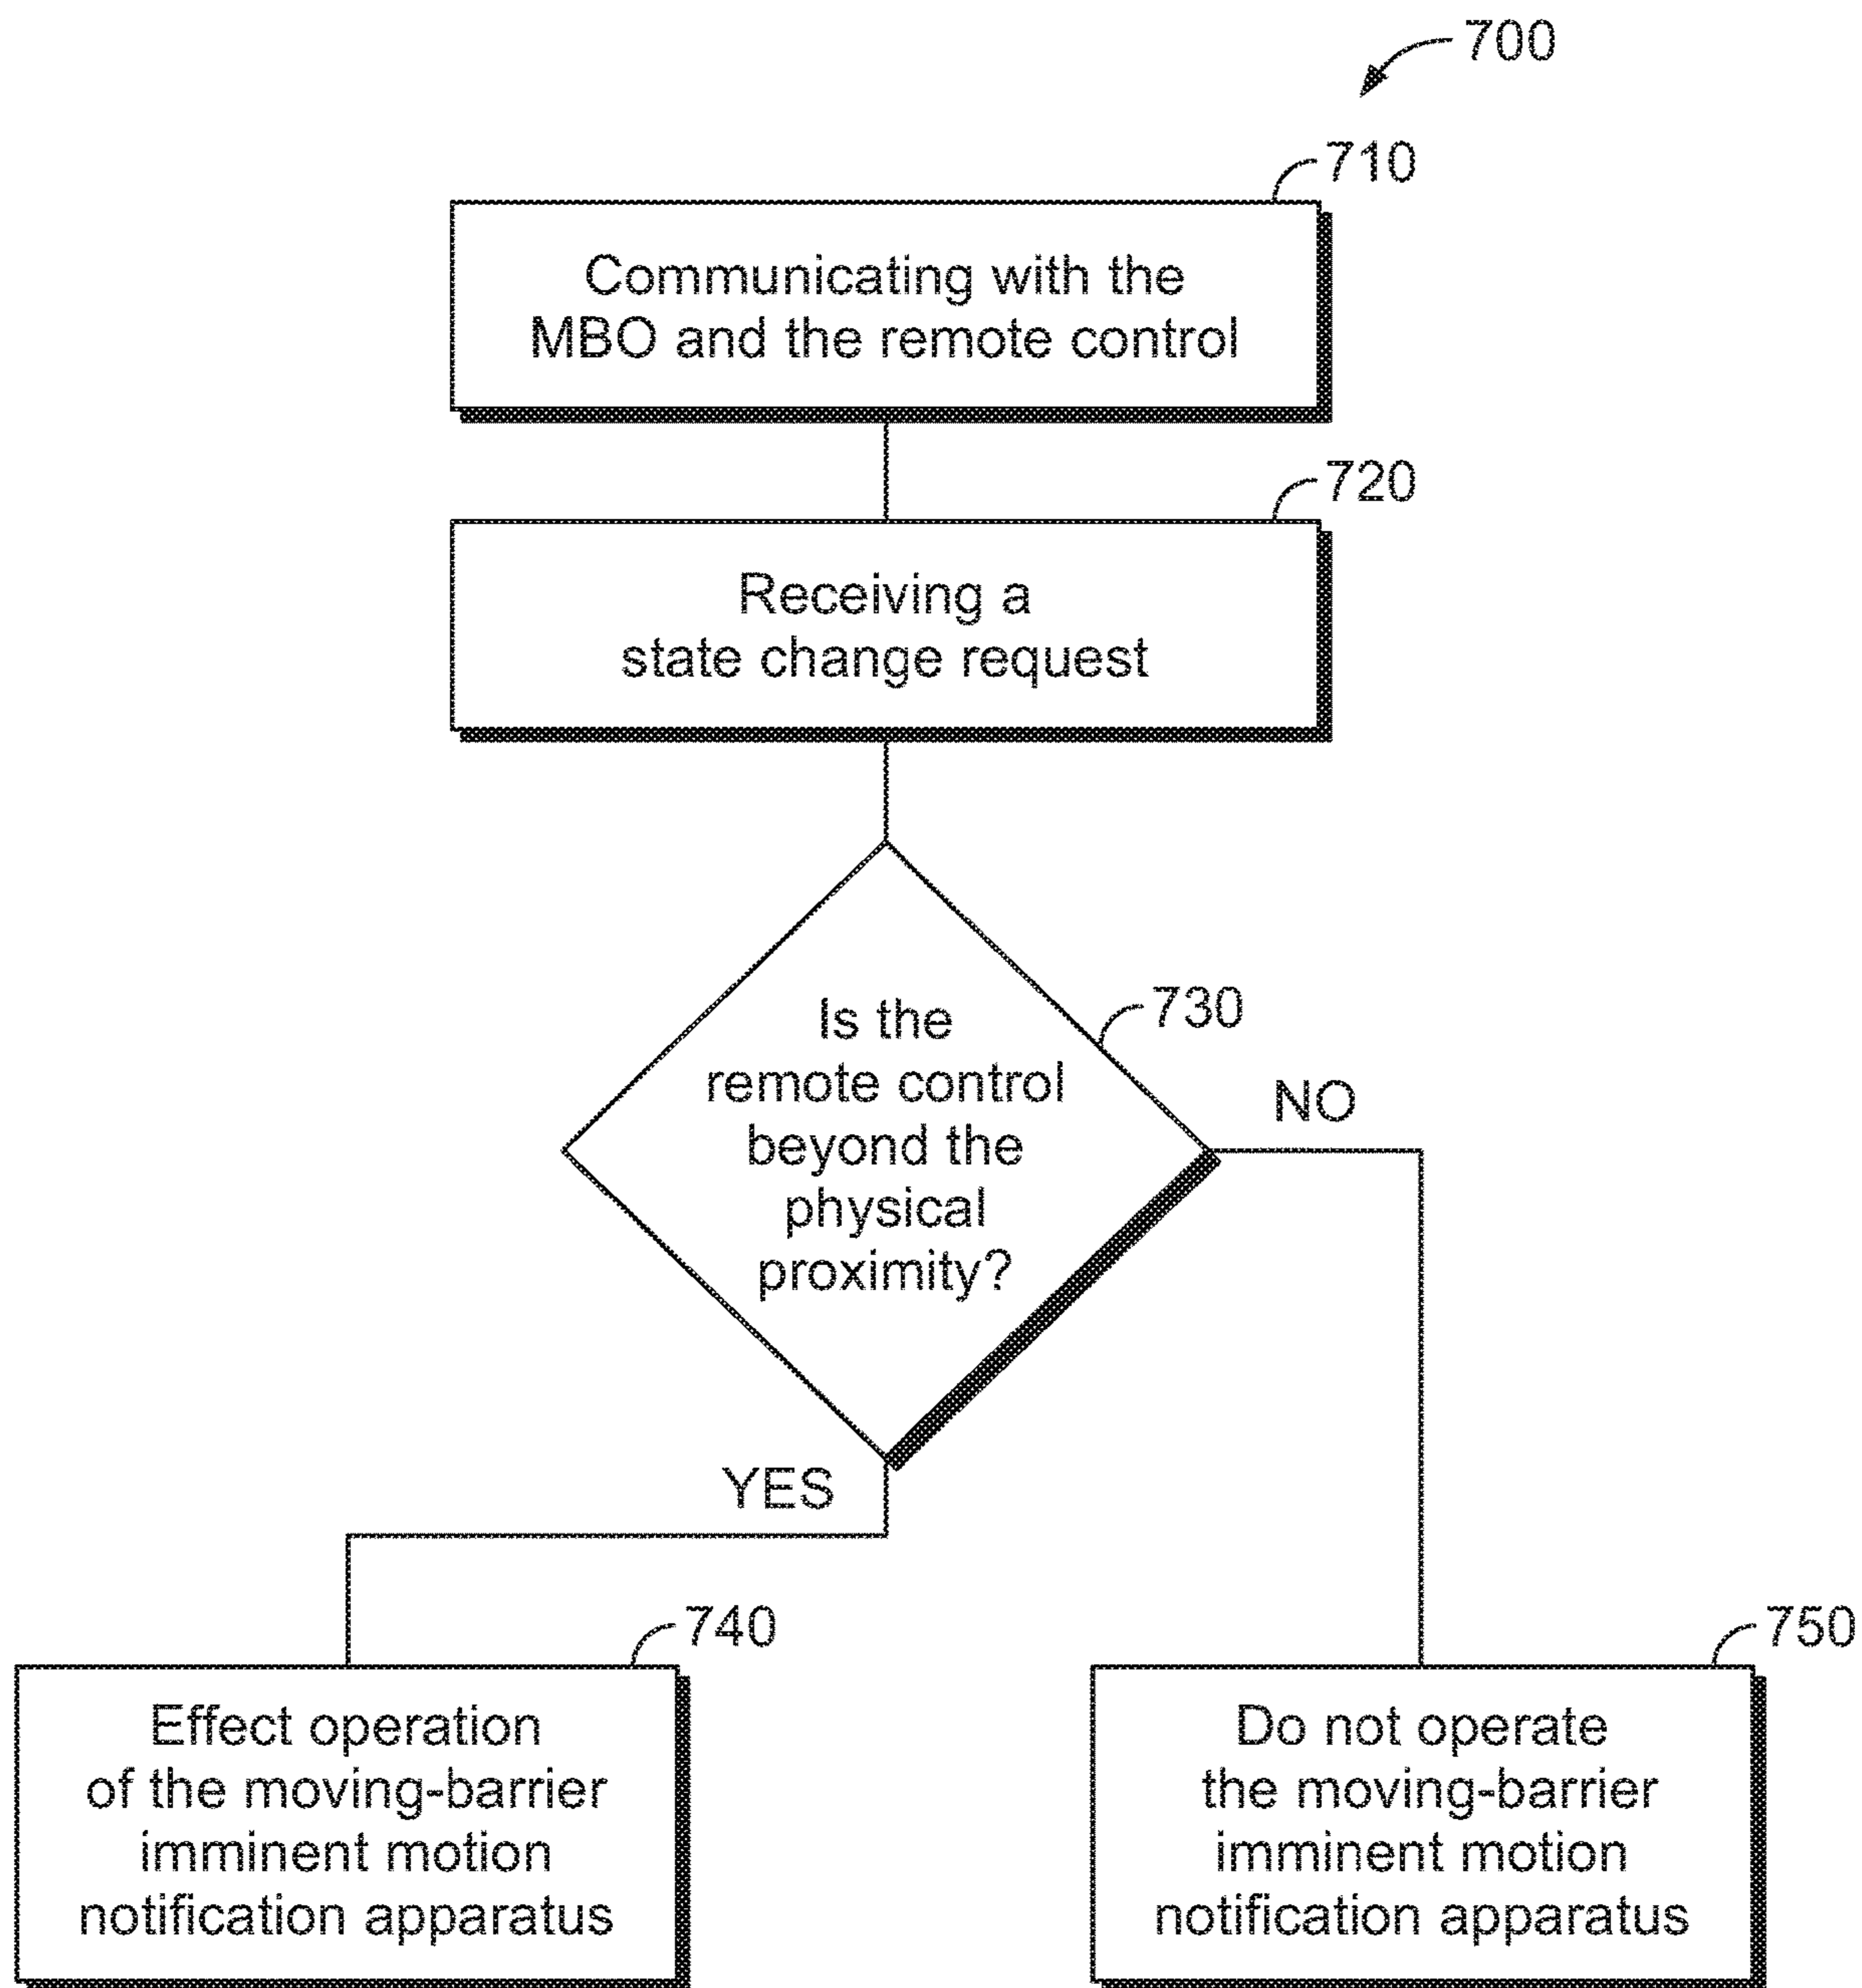 700
710
Communicating with the
MBO and the remote control
720
Receiving a
state change request
730
Is the
remote control
beyond the
physical
proximity?
NO
YES
740
Effect operation
of the moving-barrier
imminent motion
notification apparatus
750
Do not operate
the moving-barrier
imminent motion
notification apparatus